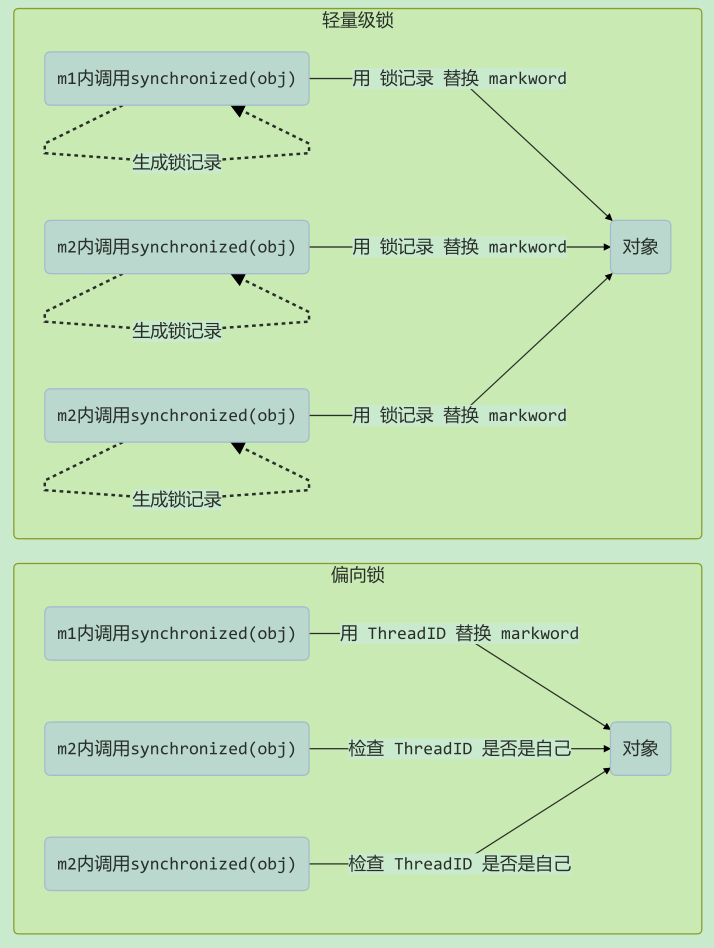 轻量级锁
m1内调用synchronized(obj)
用 锁记录 替换 markword
生成锁记录
m2内调用synchronized(obj)
用 锁记录 替换 markword
对象
生成锁记录
m2内调用synchronized(obj)
用 锁记录 替换 markword
生成锁记录
偏向锁
m1内调用synchronized(obj)
用 ThreadID 替换 markword
m2内调用synchronized(obj)
检查 ThreadID 是否是自己
对象
m2内调用synchronized(obj)
检查 ThreadID 是否是自己